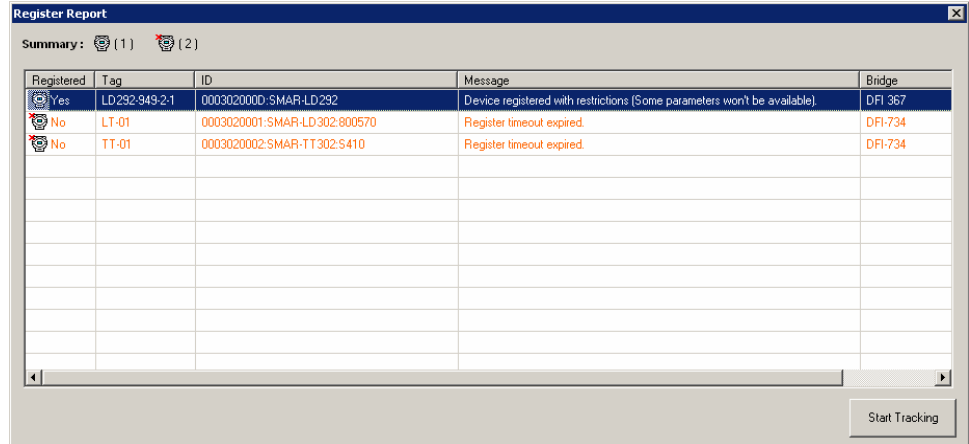 Register Report
Summary: (1) (2)
Registered Tag ID Message Bridge
Yes LD292-949-2-1 000302000D:SMAR-LD292 Device registered with restrictions (Some parameters won't be available). DFI 367
No LT-01 0003020001:SMAR-LD302:800570 Register timeout expired. DFI-734
No TT-01 0003020002:SMAR-TT302:S410 Register timeout expired. DFI-734
Start Tracking